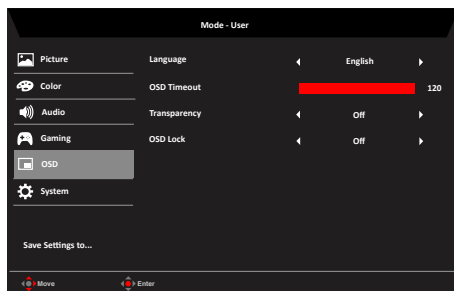 Mode - User
Picture
Language English
Color
OSD Timeout 120
Audio
Transparency Off
Gaming
OSD Lock Off
OSD
System
Save Settings to...
Move Enter